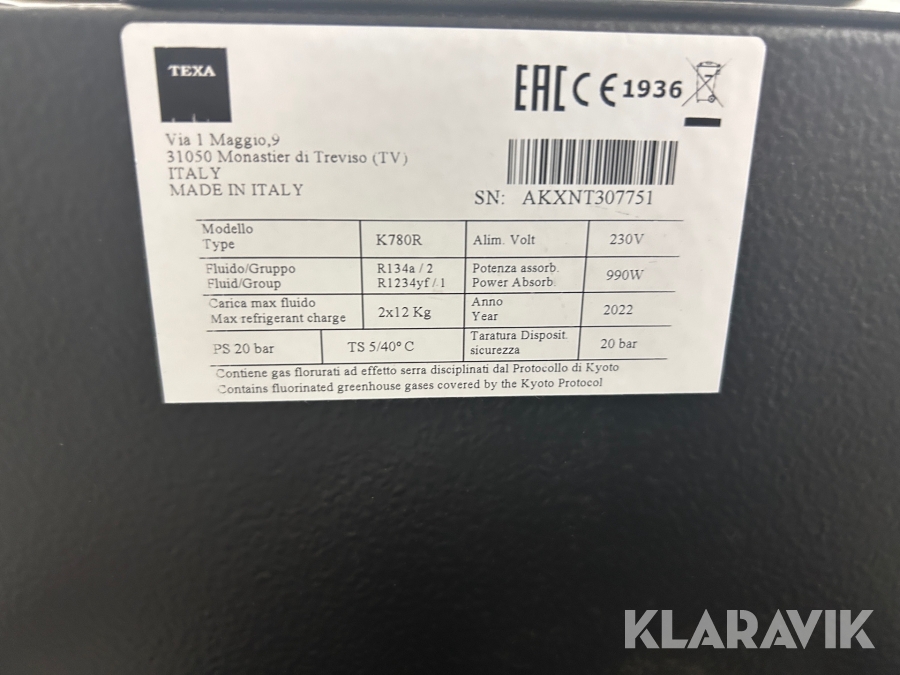 TEXA
EAC CE 1936
Via 1 Maggio,9
31050 Monastier di Treviso (TV)
ITALY
MADE IN ITALY
SN: AKXNT307751
Modello
Type
K780R
Alim. Volt
230V
Fluido/Gruppo
Fluid/Group
R134a / 2
R1234yf / 1
Potenza assorb.
Power Absorb.
990W
Carica max fluido
Max refrigerant charge
2x12 Kg
Anno
Year
2022
PS 20 bar
TS 5/40° C
Taratura Disposit.
sicurezza
20 bar
Contiene gas florurati ad effetto serra disciplinati dal Protocollo di Kyoto
Contains fluorinated greenhouse gases covered by the Kyoto Protocol
KLARAVIK